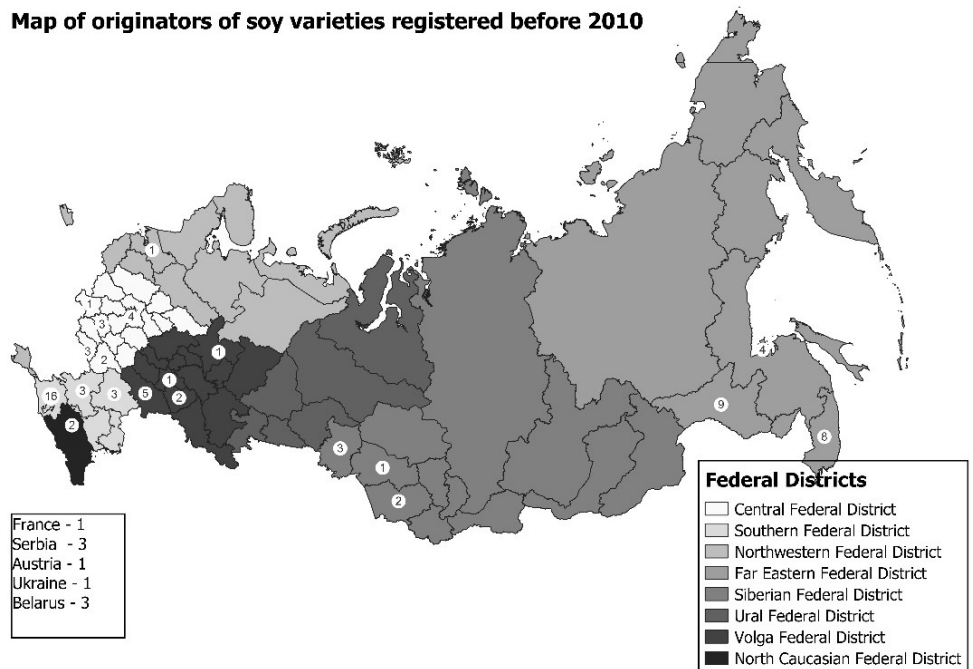 Map of originators of soy varieties registered before 2010
1
1
4
3
3
2
1
1
5
2
16
3
3
2
3
1
2
4
9
8
France - 1
Serbia - 3
Austria - 1
Ukraine - 1
Belarus - 3
Federal Districts
Central Federal District
Southern Federal District
Northwestern Federal District
Far Eastern Federal District
Siberian Federal District
Ural Federal District
Volga Federal District
North Caucasian Federal District